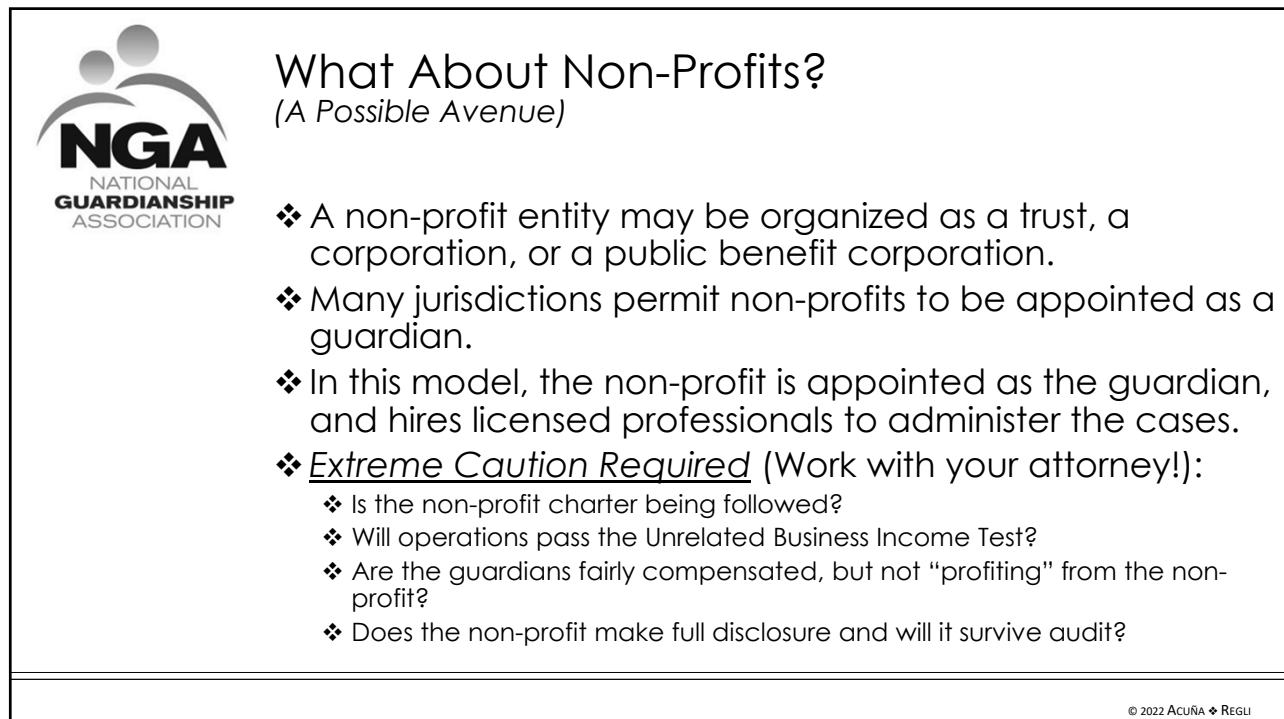 NGA
NATIONAL
GUARDIANSHIP
ASSOCIATION
What About Non-Profits?
(A Possible Avenue)
❖ A non-profit entity may be organized as a trust, a
corporation, or a public benefit corporation.
❖ Many jurisdictions permit non-profits to be appointed as a
guardian.
❖ In this model, the non-profit is appointed as the guardian,
and hires licensed professionals to administer the cases.
❖ Extreme Caution Required (Work with your attorney!):
❖ Is the non-profit charter being followed?
❖ Will operations pass the Unrelated Business Income Test?
❖ Are the guardians fairly compensated, but not “profiting” from the non-
profit?
❖ Does the non-profit make full disclosure and will it survive audit?
© 2022 ACUÑA ❖ REGLI